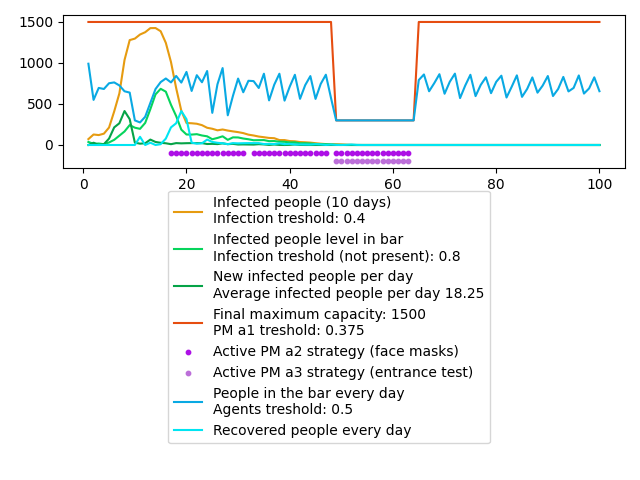 1500
1000
500
0
0 20 40 60 80 100
Infected people (10 days)
Infection treshold: 0.4
Infected people level in bar
Infection treshold (not present): 0.8
New infected people per day
Average infected people per day 18.25
Final maximum capacity: 1500
PM a1 treshold: 0.375
Active PM a2 strategy (face masks)
Active PM a3 strategy (entrance test)
People in the bar every day
Agents treshold: 0.5
Recovered people every day